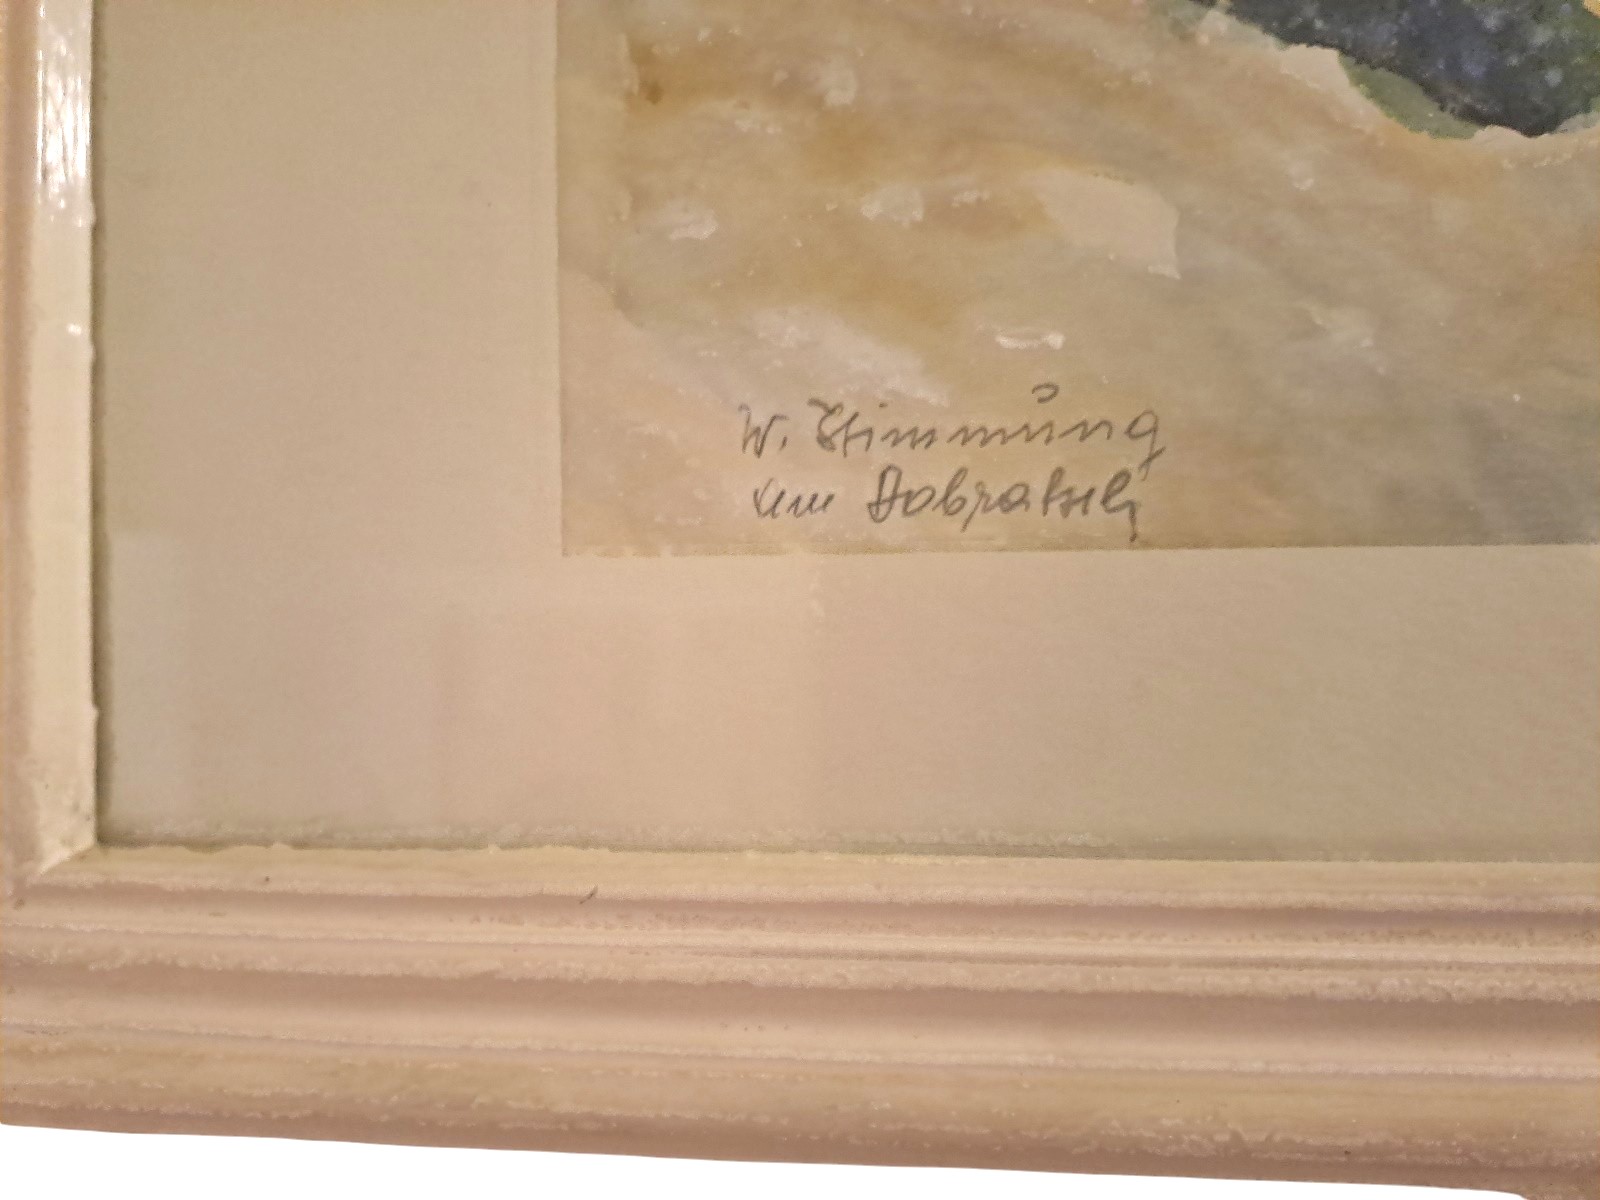 W. Stimmung
am Dobratsch